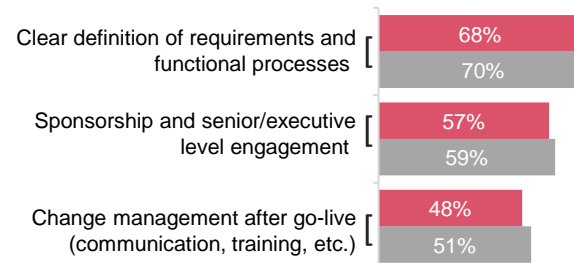 Clear definition of requirements and
functional processes
68%
70%
Sponsorship and senior/executive
level engagement
57%
59%
Change management after go-live
(communication, training, etc.)
48%
51%